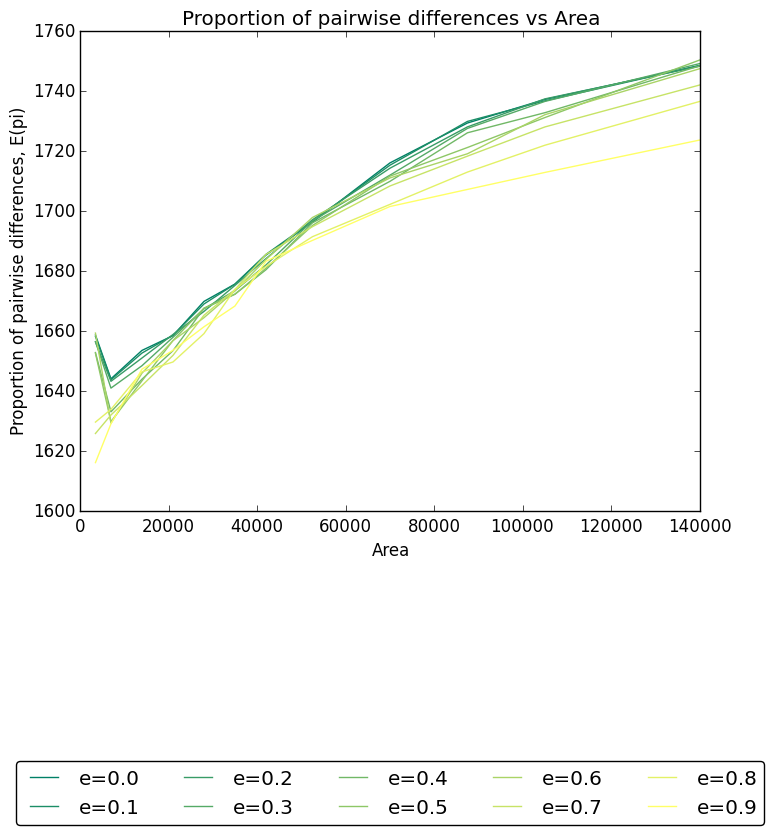 Proportion of pairwise differences vs Area
Proportion of pairwise differences, E(pi)
1760
1740
1720
1700
1680
1660
1640
1620
1600
0 20000 40000 60000 80000 100000 120000 140000
Area
e=0.0 e=0.2 e=0.4 e=0.6 e=0.8
e=0.1 e=0.3 e=0.5 e=0.7 e=0.9